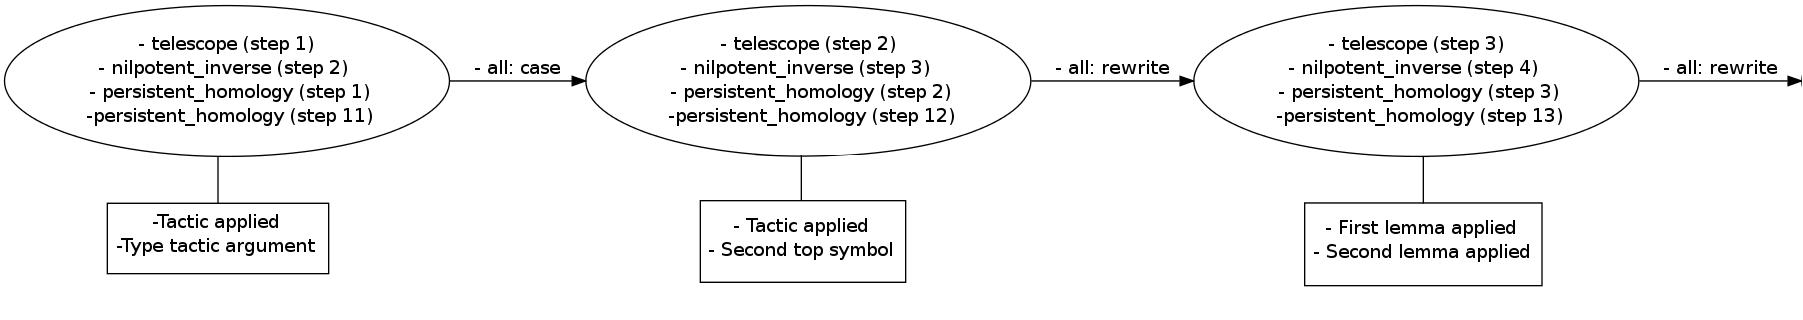 - telescope (step 1)
- nilpotent_inverse (step 2)
- persistent_homology (step 1)
-persistent_homology (step 11)
- all: case
- telescope (step 2)
- nilpotent_inverse (step 3)
- persistent_homology (step 2)
-persistent_homology (step 12)
- all: rewrite
- telescope (step 3)
- nilpotent_inverse (step 4)
- persistent_homology (step 3)
-persistent_homology (step 13)
- all: rewrite
-Tactic applied
-Type tactic argument
- Tactic applied
- Second top symbol
- First lemma applied
- Second lemma applied